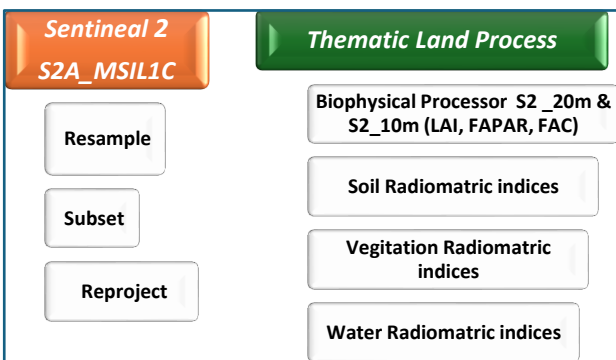 Sentineal 2
S2A_MSIL1C
Resample
Subset
Reproject
Thematic Land Process
Biophysical Processor S2 _20m &
S2_10m (LAI, FAPAR, FAC)
Soil Radiomatric indices
Vegitation Radiomatric
indices
Water Radiomatric indices